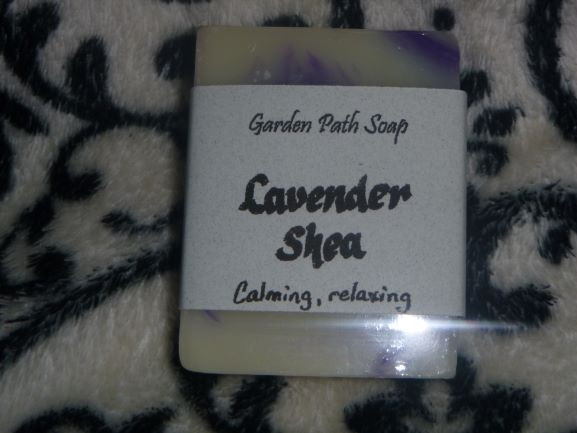 Garden Path Soap
Lavender
Shea
Calming, relaxing